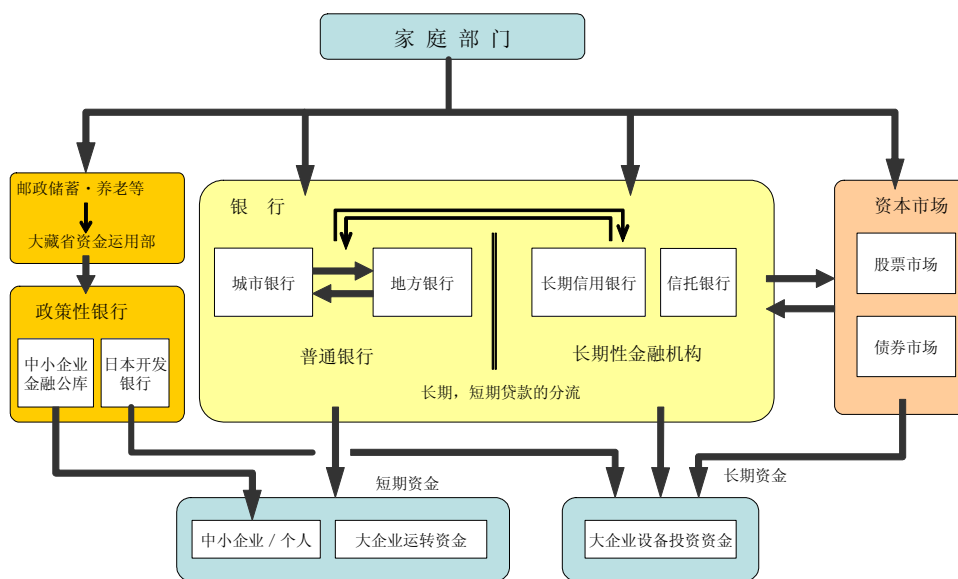 家 庭 部 门
邮政储蓄·养老等
大藏省资金运用部
政策性银行
中小企业
金融公库
日本开发
银行
银 行
城市银行
地方银行
普通银行
长期信用银行
信托银行
长期性金融机构
长期，短期贷款的分流
资本市场
股票市场
债券市场
短期资金
长期资金
中小企业 / 个人
大企业运转资金
大企业设备投资资金